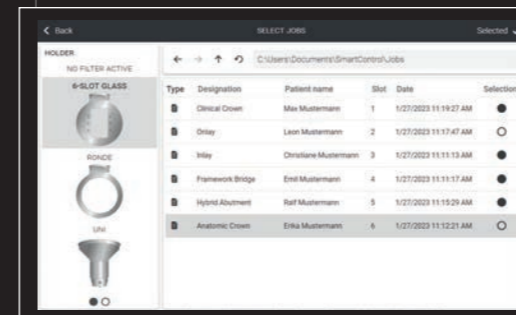 Back SELECT JOBS Selected
HOLDER
NO FILTER ACTIVE
6-SLOT GLASS
RONDE
UNI
C:\Users\Documents\SmartControl\Jobs
Type Designation Patient name Slot Date Selection
Clinical Crown Max Mustermann 1 1/27/2023 11:19:27 AM
Onlay Leon Mustermann 2 1/27/2023 11:17:47 AM
Inlay Christiane Mustermann 3 1/27/2023 11:11:13 AM
Framework Bridge Emil Mustermann 4 1/27/2023 11:11:17 AM
Hybrid Abutment Ralf Mustermann 5 1/27/2023 11:15:29 AM
Anatomic Crown Erika Mustermann 6 1/27/2023 11:12:21 AM